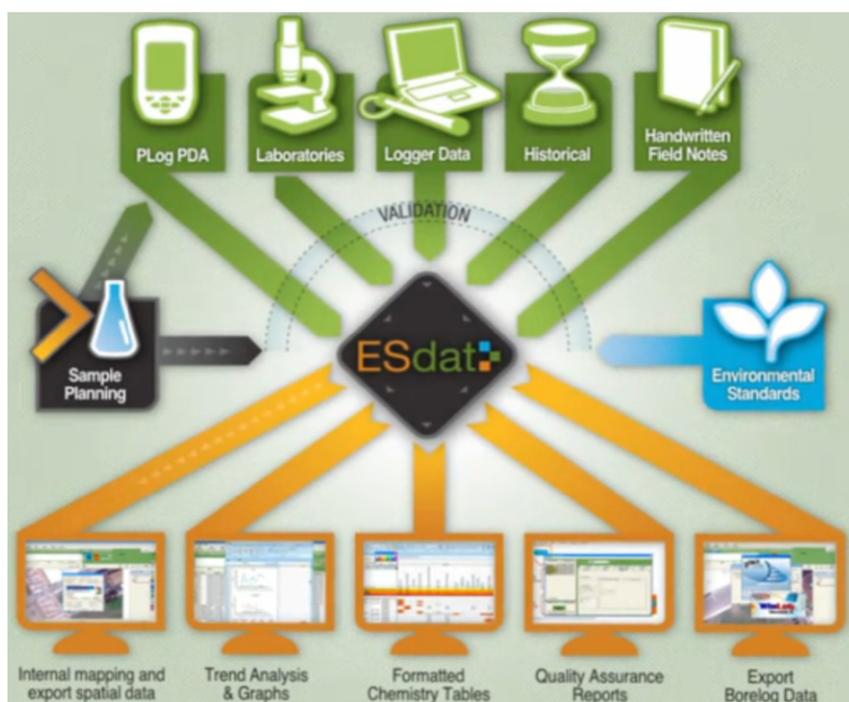 PLog PDA
Laboratories
Logger Data
Historical
Handwritten
Field Notes
VALIDATION
ESdat
Sample
Planning
Environmental
Standards
Internal mapping and
export spatial data
Trend Analysis
& Graphs
Formatted
Chemistry Tables
Quality Assurance
Reports
Export
Borelog Data